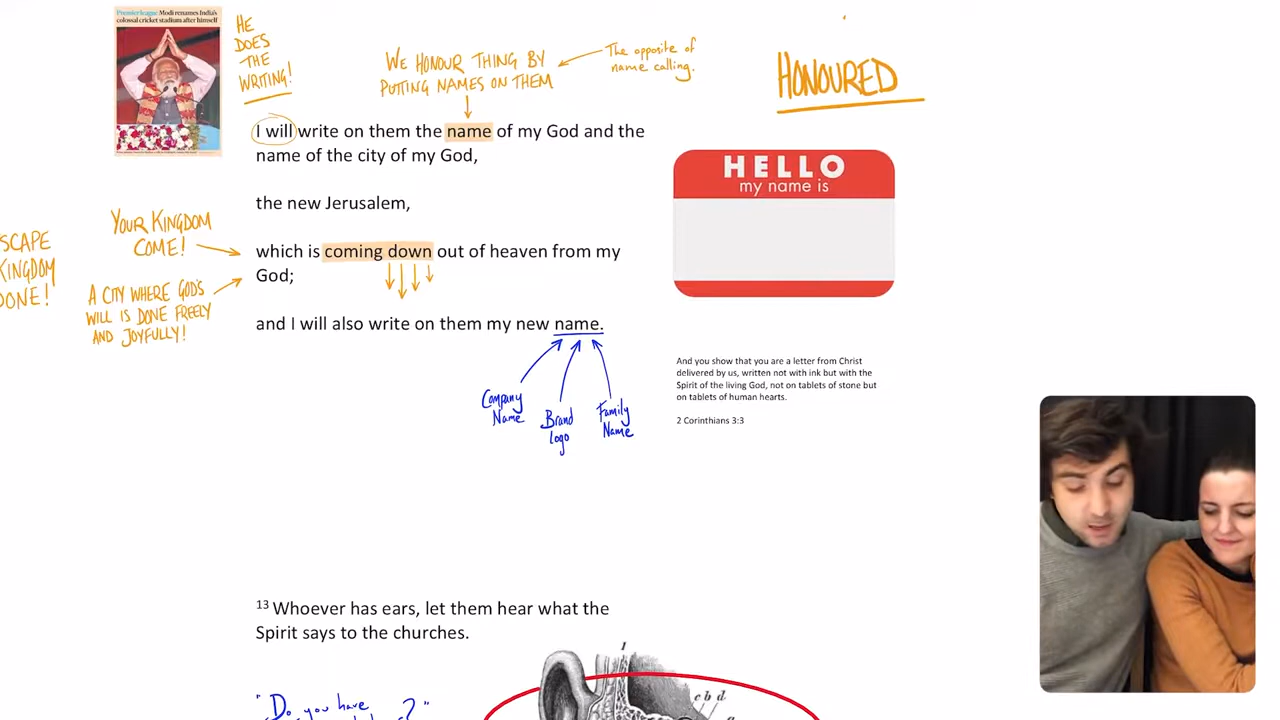 Premier league Modi renames India's
colossal cricket stadium after himself
HE
DOES
THE
WRITING!
WE HONOUR THING BY
PUTTING NAMES ON THEM
The opposite of
name calling.
HONOURED
I will write on them the name of my God and the
name of the city of my God,
the new Jerusalem,
which is coming down out of heaven from my
God;
and I will also write on them my new name.
YOUR KINGDOM
COME!
A CITY WHERE GOD'S
WILL IS DONE FREELY
AND JOYFULLY!
SCAPE
KINGDOM
DONE!
HELLO
my name is
Company
Name
Brand
logo
Family
Name
And you show that you are a letter from Christ
delivered by us, written not with ink but with the
Spirit of the living God, not on tablets of stone but
on tablets of human hearts.
2 Corinthians 3:3
13 Whoever has ears, let them hear what the
Spirit says to the churches.
"Do you have
?"
1
c b d